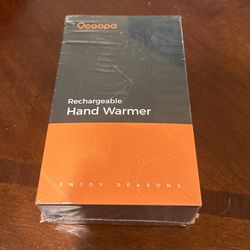 Ocoopa
Rechargeable
Hand Warmer
ENJOY SEASONS